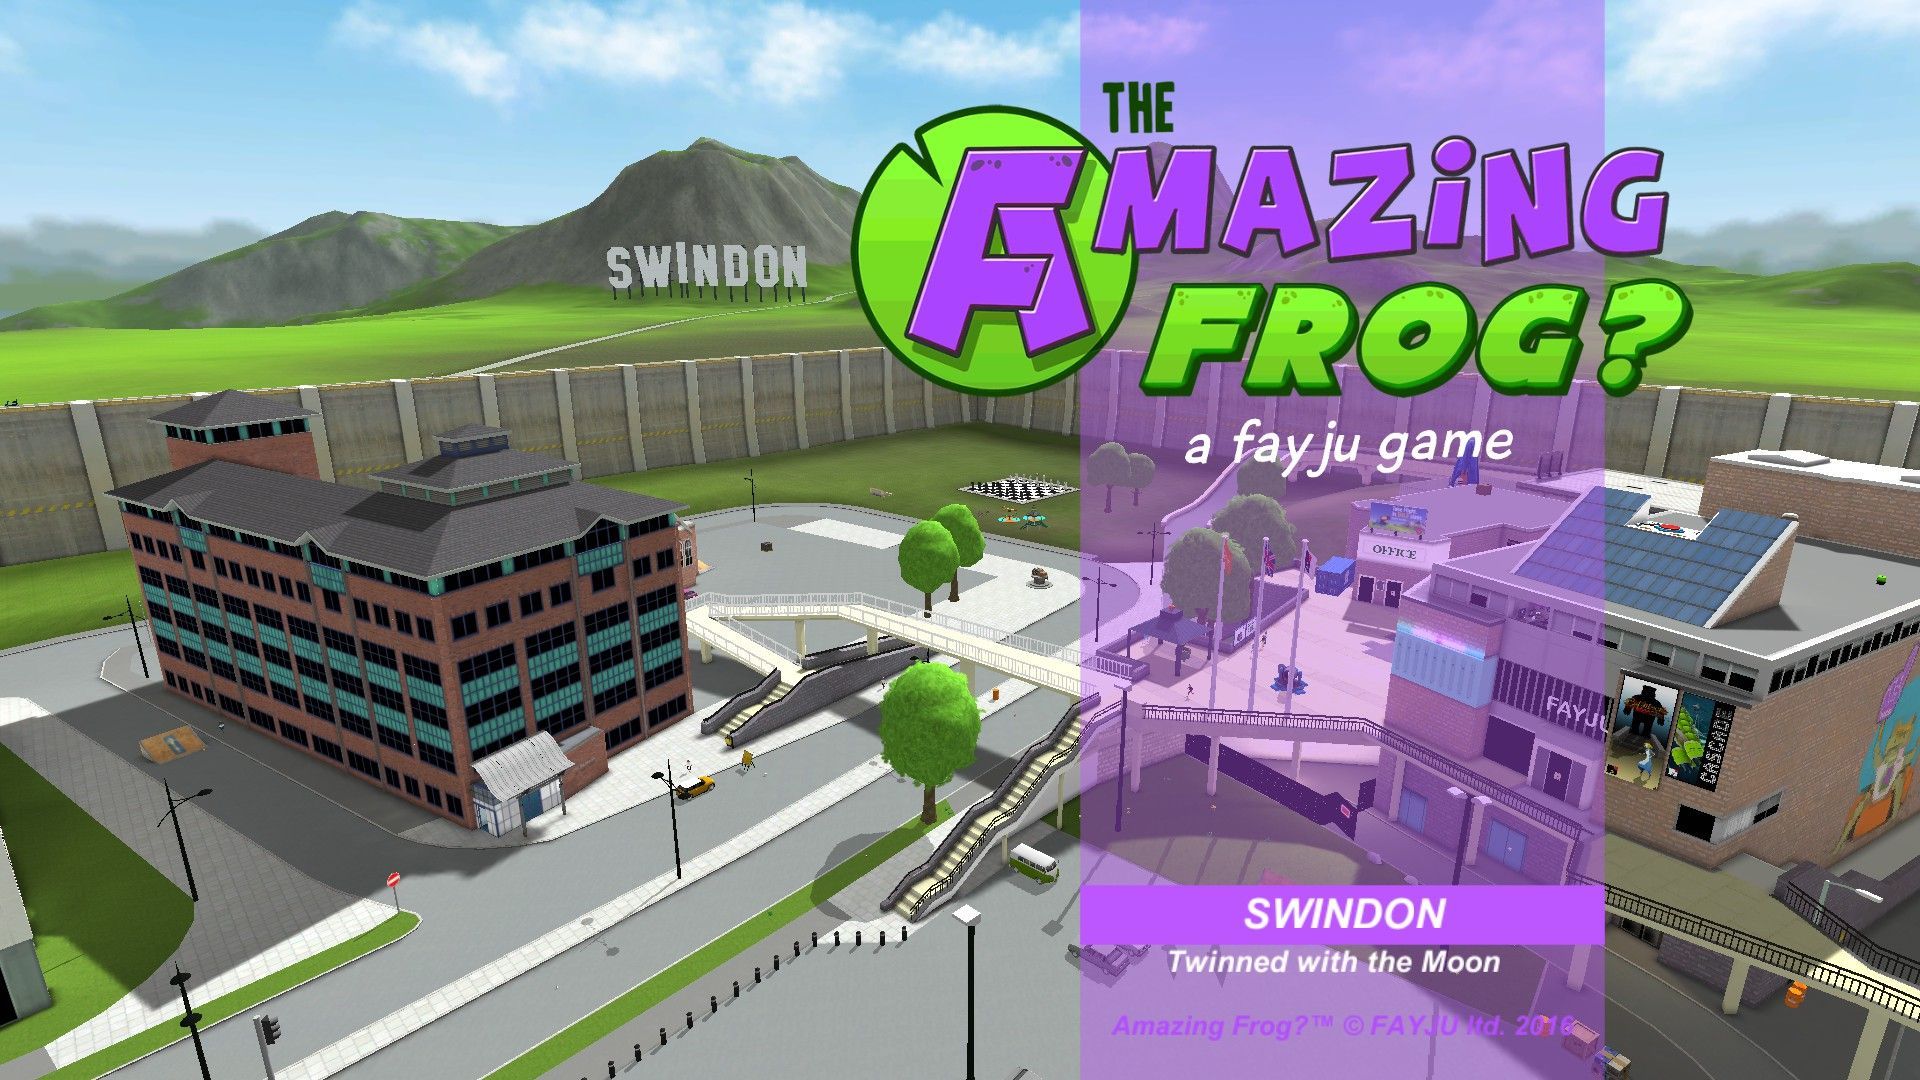 THE
AMAZiNG
FROG?
a fayju game
SWINDON
OFFICE
FAYJU
SWINDON
Twinned with the Moon
Amazing Frog?™ © FAYJU ltd. 2016